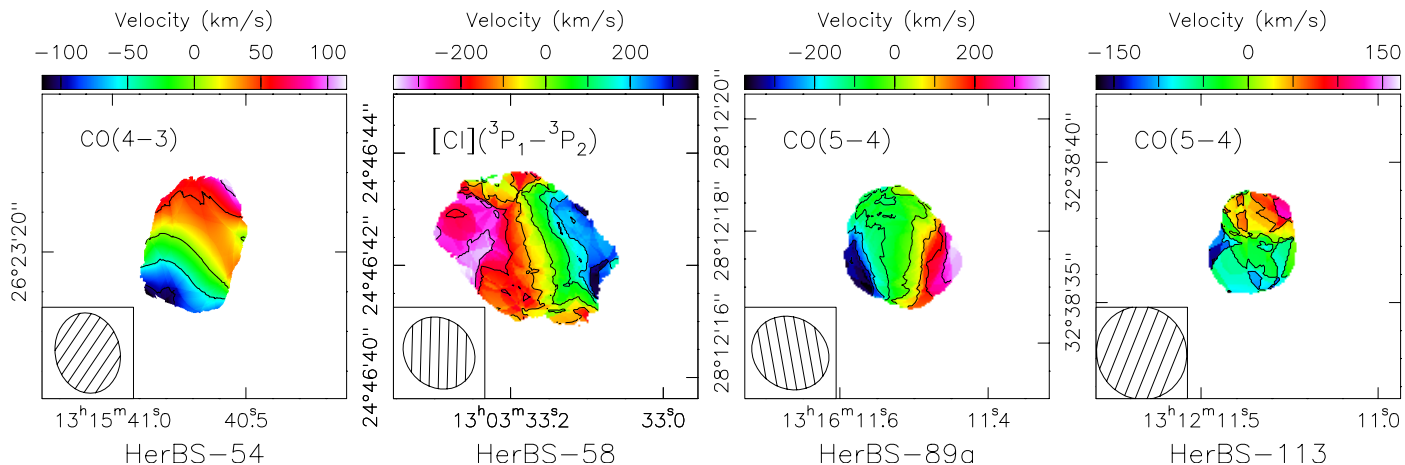 Velocity (km/s) Velocity (km/s) Velocity (km/s) Velocity (km/s)
−100 −50 0 50 100 −200 0 200 −200 0 200 −150 0 150
CO(4−3) [CI](³P₁−³P₂) CO(5−4) CO(5−4)
26°23'20"
24°46'44"
24°46'42"
24°46'40"
28°12'20"
28°12'18"
28°12'16"
32°38'40"
32°38'35"
13ʰ15ᵐ41.0ˢ 40.5ˢ 13ʰ03ᵐ33.2ˢ 33.0ˢ 13ʰ16ᵐ11.6ˢ 11.4ˢ 13ʰ12ᵐ11.5ˢ 11.0ˢ
HerBS−54 HerBS−58 HerBS−89a HerBS−113